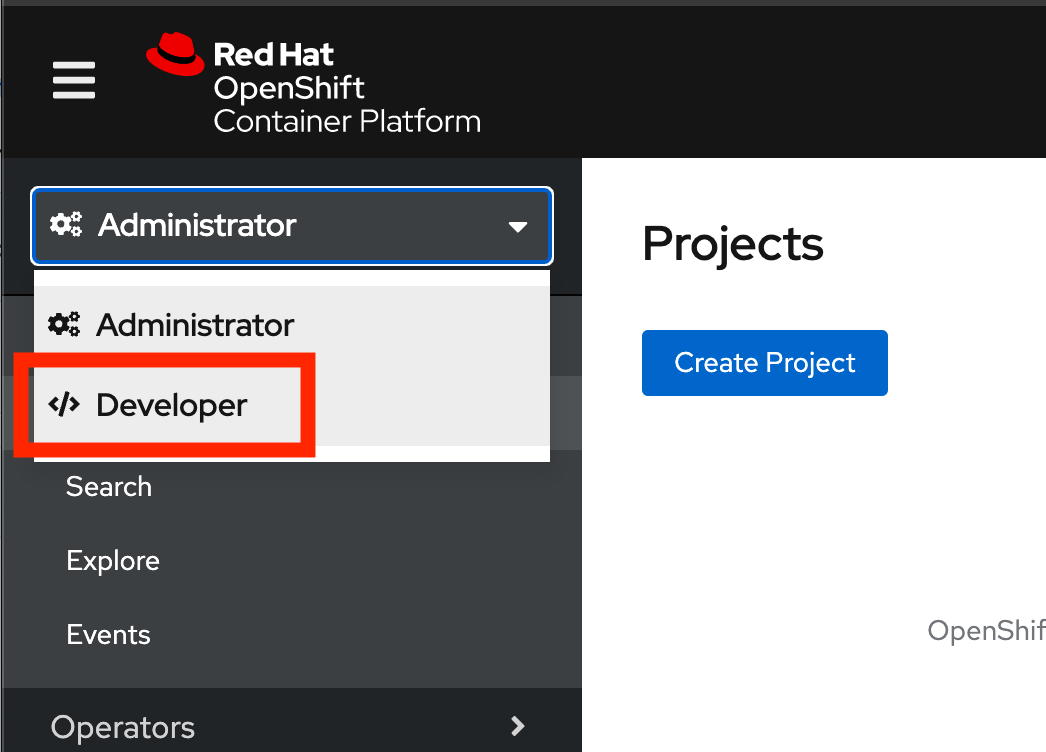 Red Hat
OpenShift
Container Platform
Administrator
Administrator
Developer
Search
Explore
Events
Operators
Projects
Create Project
OpenShif